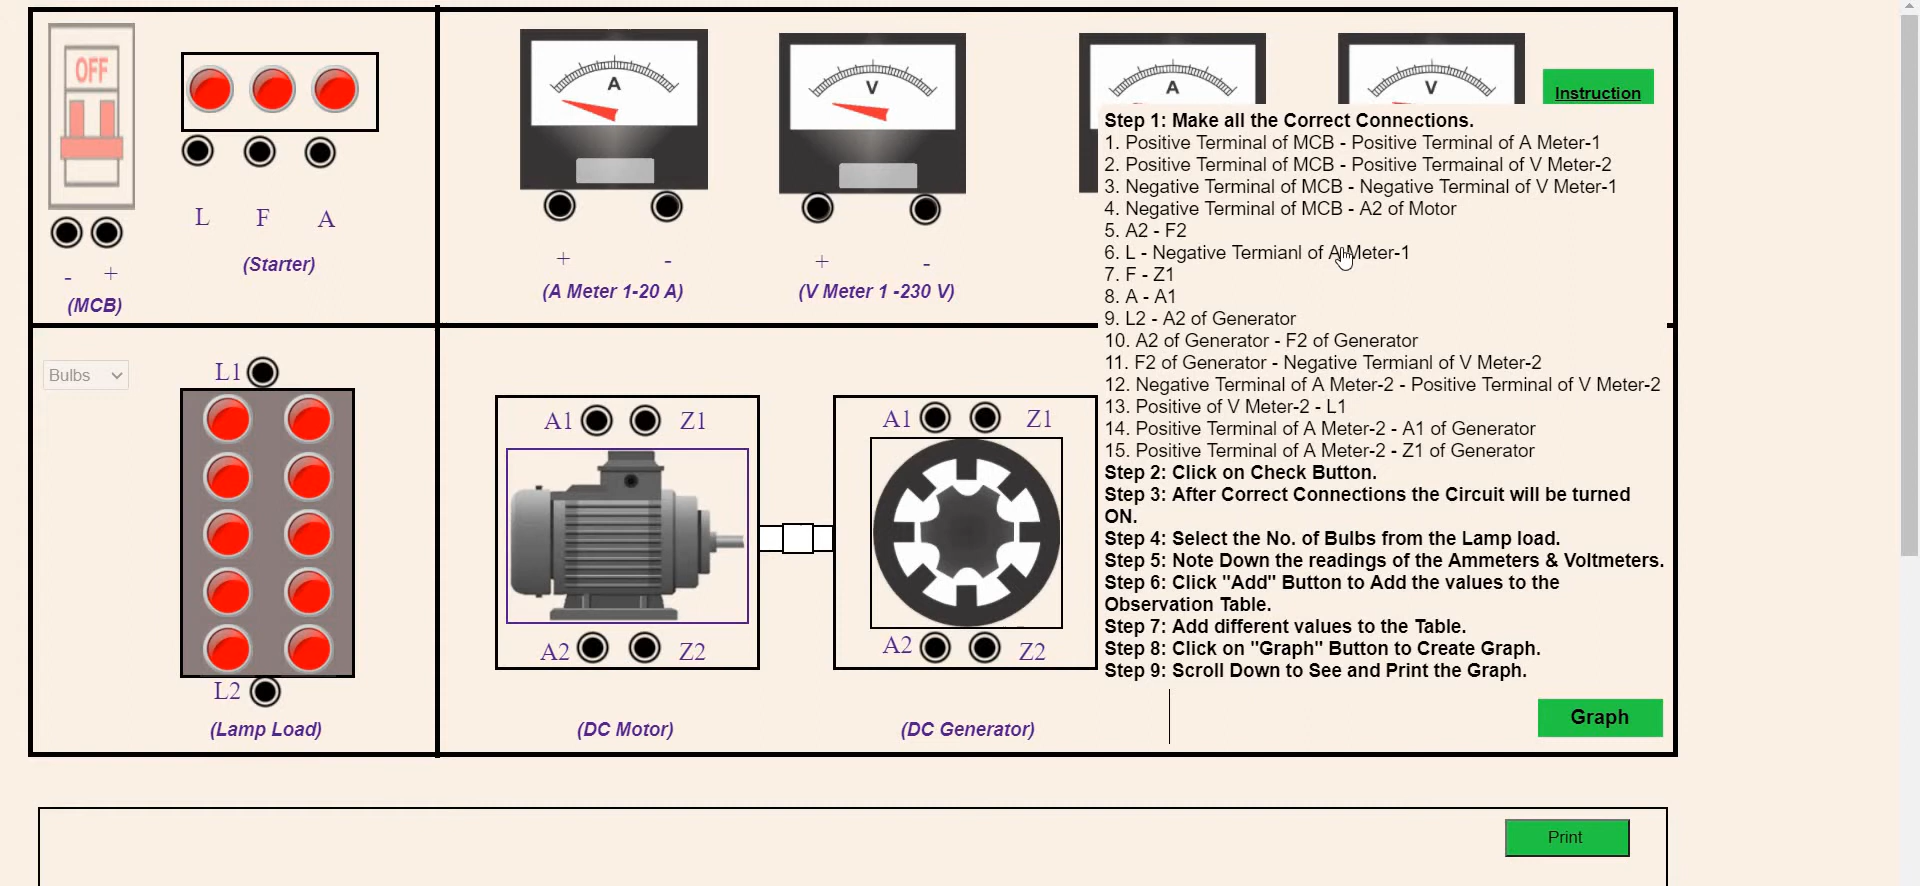 OFF
L F A
(Starter)
- +
(MCB)
A
+ -
(A Meter 1-20 A)
V
+ -
(V Meter 1 -230 V)
A
V
Instruction
Step 1: Make all the Correct Connections.
1. Positive Terminal of MCB - Positive Terminal of A Meter-1
2. Positive Terminal of MCB - Positive Termainal of V Meter-2
3. Negative Terminal of MCB - Negative Terminal of V Meter-1
4. Negative Terminal of MCB - A2 of Motor
5. A2 - F2
6. L - Negative Termianl of A Meter-1
7. F - Z1
8. A - A1
9. L2 - A2 of Generator
10. A2 of Generator - F2 of Generator
11. F2 of Generator - Negative Termianl of V Meter-2
12. Negative Terminal of A Meter-2 - Positive Terminal of V Meter-2
13. Positive of V Meter-2 - L1
14. Positive Terminal of A Meter-2 - A1 of Generator
15. Positive Terminal of A Meter-2 - Z1 of Generator
Step 2: Click on Check Button.
Step 3: After Correct Connections the Circuit will be turned
ON.
Step 4: Select the No. of Bulbs from the Lamp load.
Step 5: Note Down the readings of the Ammeters & Voltmeters.
Step 6: Click "Add" Button to Add the values to the
Observation Table.
Step 7: Add different values to the Table.
Step 8: Click on "Graph" Button to Create Graph.
Step 9: Scroll Down to See and Print the Graph.
Bulbs
L1
L2
(Lamp Load)
A1 Z1
A2 Z2
(DC Motor)
A1 Z1
A2 Z2
(DC Generator)
Graph
Print